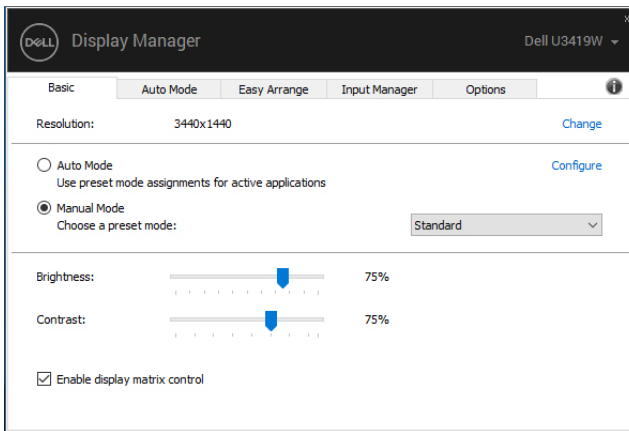 DELL Display Manager Dell U3419W
Basic Auto Mode Easy Arrange Input Manager Options
Resolution: 3440x1440 Change
Auto Mode Configure
Use preset mode assignments for active applications
Manual Mode
Choose a preset mode: Standard
Brightness: 75%
Contrast: 75%
Enable display matrix control